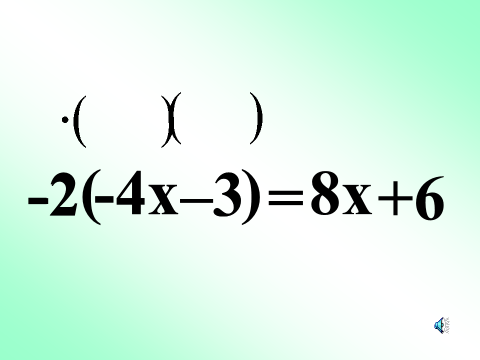 ·( )( )
-2(-4x–3)=8x+6